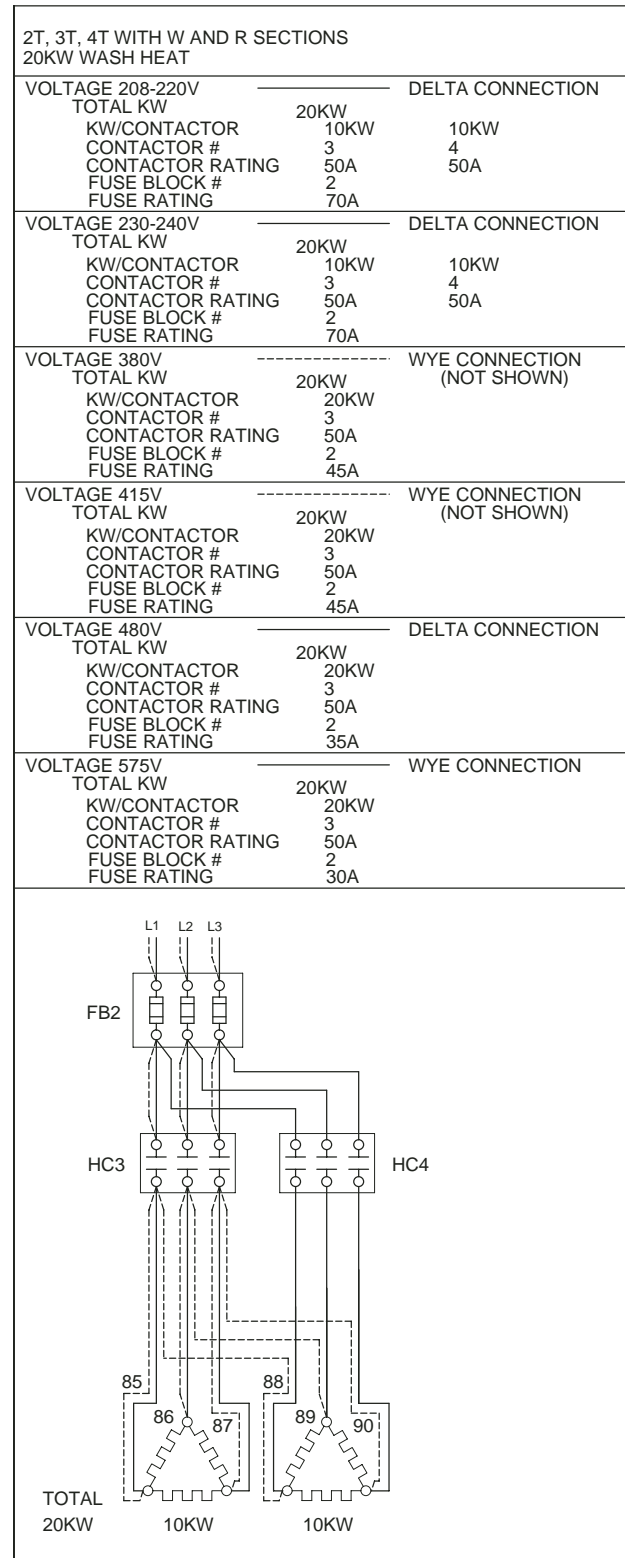 2T, 3T, 4T WITH W AND R SECTIONS
20KW WASH HEAT
VOLTAGE 208-220V DELTA CONNECTION
TOTAL KW 20KW
KW/CONTACTOR 10KW 10KW
CONTACTOR # 3 4
CONTACTOR RATING 50A 50A
FUSE BLOCK # 2
FUSE RATING 70A
VOLTAGE 230-240V DELTA CONNECTION
TOTAL KW 20KW
KW/CONTACTOR 10KW 10KW
CONTACTOR # 3 4
CONTACTOR RATING 50A 50A
FUSE BLOCK # 2
FUSE RATING 70A
VOLTAGE 380V WYE CONNECTION
TOTAL KW 20KW (NOT SHOWN)
KW/CONTACTOR 20KW
CONTACTOR # 3
CONTACTOR RATING 50A
FUSE BLOCK # 2
FUSE RATING 45A
VOLTAGE 415V WYE CONNECTION
TOTAL KW 20KW (NOT SHOWN)
KW/CONTACTOR 20KW
CONTACTOR # 3
CONTACTOR RATING 50A
FUSE BLOCK # 2
FUSE RATING 45A
VOLTAGE 480V DELTA CONNECTION
TOTAL KW 20KW
KW/CONTACTOR 20KW
CONTACTOR # 3
CONTACTOR RATING 50A
FUSE BLOCK # 2
FUSE RATING 35A
VOLTAGE 575V WYE CONNECTION
TOTAL KW 20KW
KW/CONTACTOR 20KW
CONTACTOR # 3
CONTACTOR RATING 50A
FUSE BLOCK # 2
FUSE RATING 30A
L1 L2 L3
FB2
HC3 HC4
85 88
86 87 89 90
TOTAL
20KW 10KW 10KW